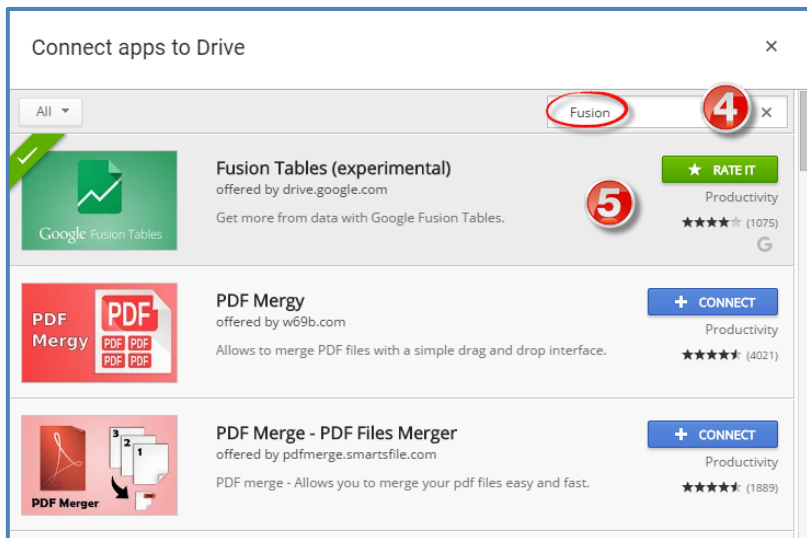 Connect apps to Drive
×
All
Fusion
4
×
Fusion Tables (experimental)
offered by drive.google.com
Get more from data with Google Fusion Tables.
Google Fusion Tables
5
★ RATE IT
Productivity
(1075)
G
PDF Mergy
offered by w69b.com
Allows to merge PDF files with a simple drag and drop interface.
PDF
Mergy
PDF
PDF PDF
PDF PDF
+ CONNECT
Productivity
(4021)
PDF Merge - PDF Files Merger
offered by pdfmerge.smartsfile.com
PDF merge - Allows you to merge your pdf files easy and fast.
3
2
1
PDF Merger
+ CONNECT
Productivity
(1889)